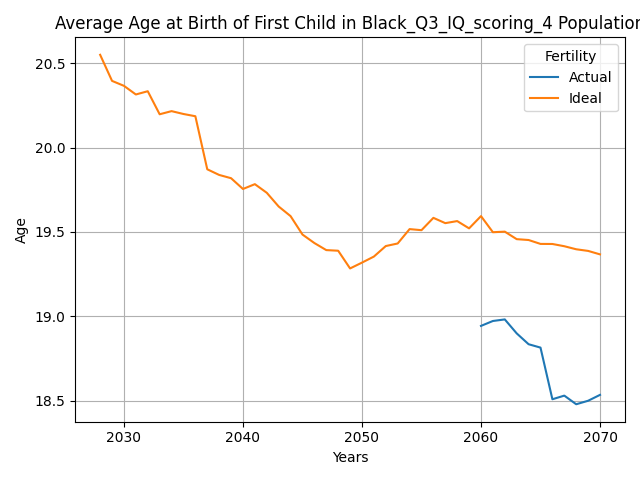 Average Age at Birth of First Child in Black_Q3_IQ_scoring_4 Population
Fertility
Actual
Ideal
20.5
20.0
19.5
19.0
18.5
Age
2030 2040 2050 2060 2070
Years